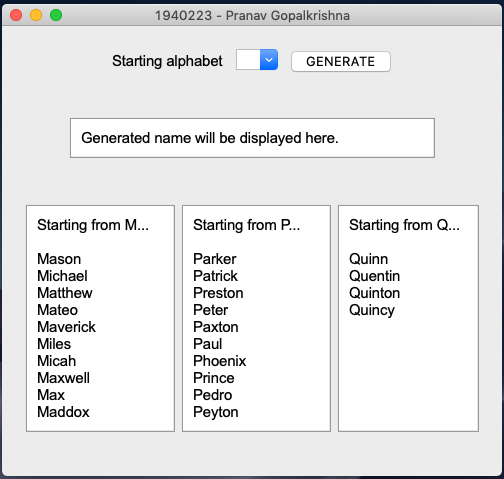 1940223 - Pranav Gopalkrishna
Starting alphabet GENERATE
Generated name will be displayed here.
Starting from M...
Mason
Michael
Matthew
Mateo
Maverick
Miles
Micah
Maxwell
Max
Maddox
Starting from P...
Parker
Patrick
Preston
Peter
Paxton
Paul
Phoenix
Prince
Pedro
Peyton
Starting from Q...
Quinn
Quentin
Quinton
Quincy